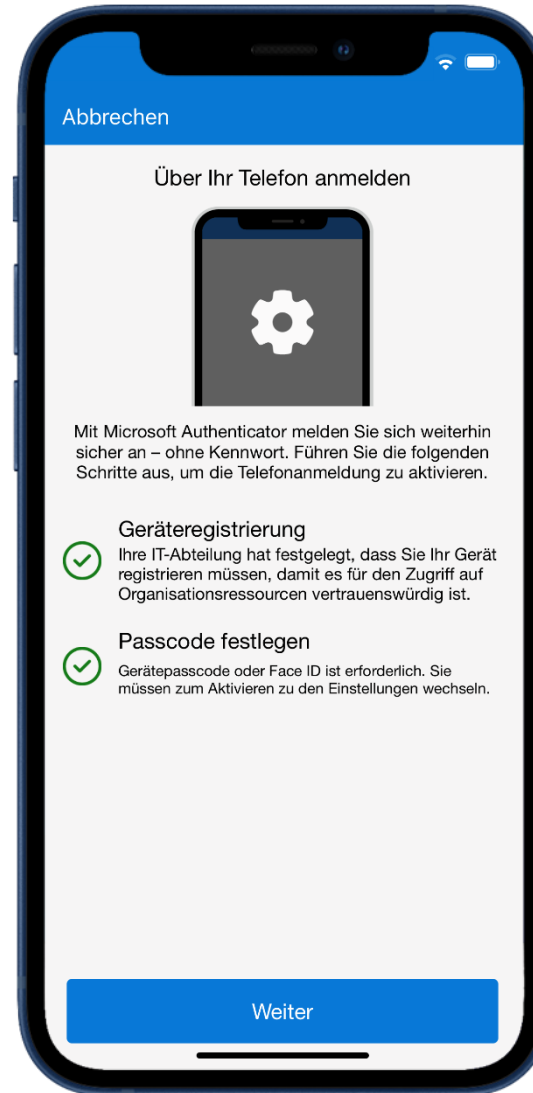 Abbrechen
Über Ihr Telefon anmelden
Mit Microsoft Authenticator melden Sie sich weiterhin
sicher an – ohne Kennwort. Führen Sie die folgenden
Schritte aus, um die Telefonanmeldung zu aktivieren.
Geräteregistrierung
Ihre IT-Abteilung hat festgelegt, dass Sie Ihr Gerät
registrieren müssen, damit es für den Zugriff auf
Organisationsressourcen vertrauenswürdig ist.
Passcode festlegen
Gerätepasscode oder Face ID ist erforderlich. Sie
müssen zum Aktivieren zu den Einstellungen wechseln.
Weiter